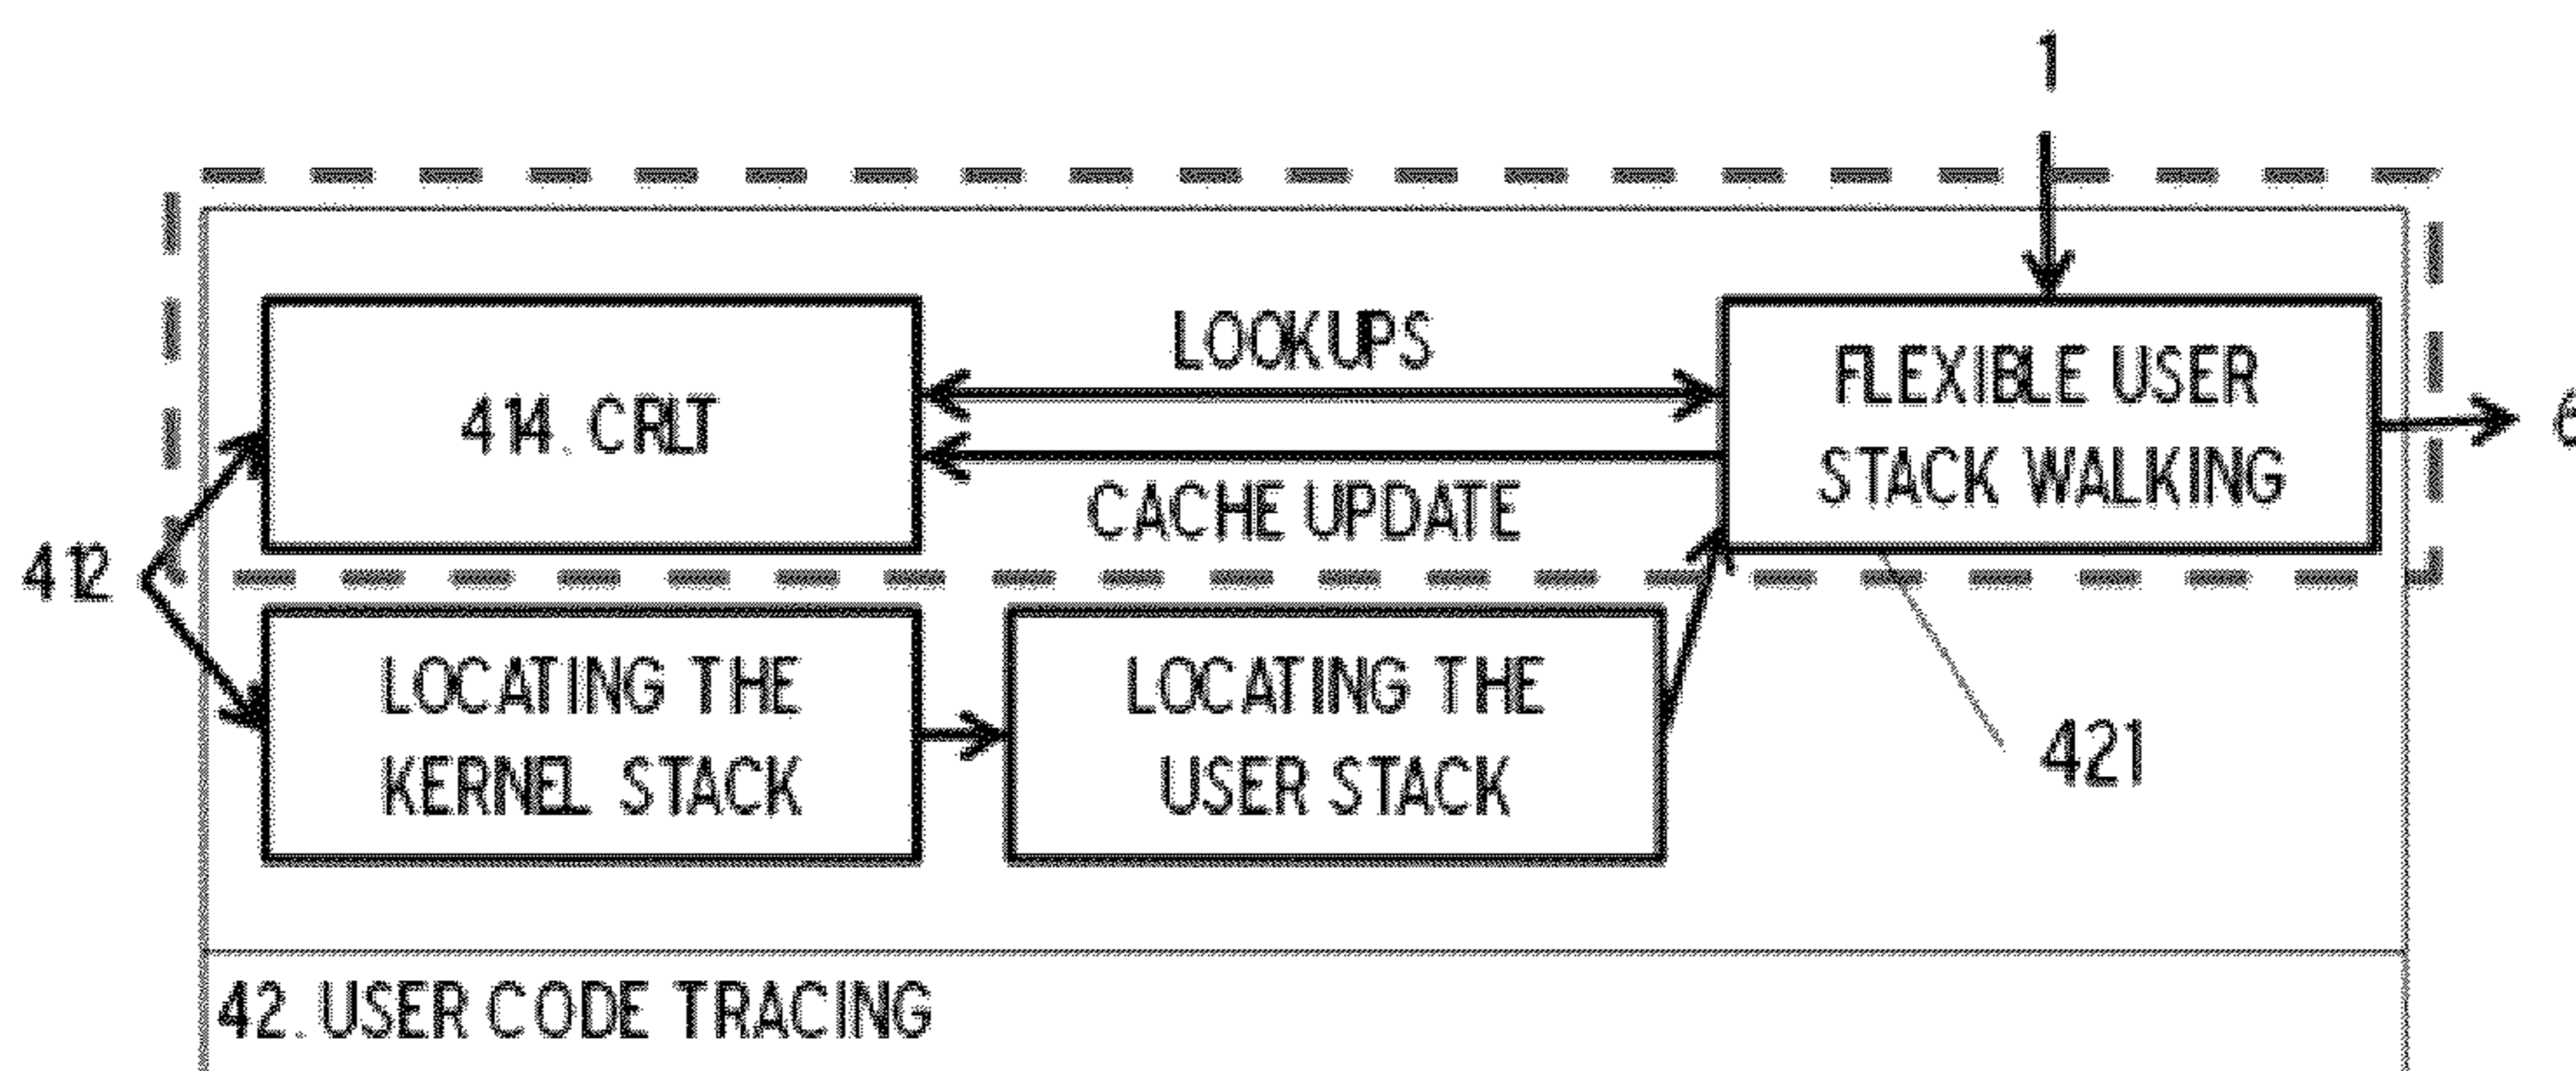 1
LOOKUPS
414. CRLT
FLEXIBLE USER
STACK WALKING
6
CACHE UPDATE
412
LOCATING THE
KERNEL STACK
LOCATING THE
USER STACK
421
42. USER CODE TRACING